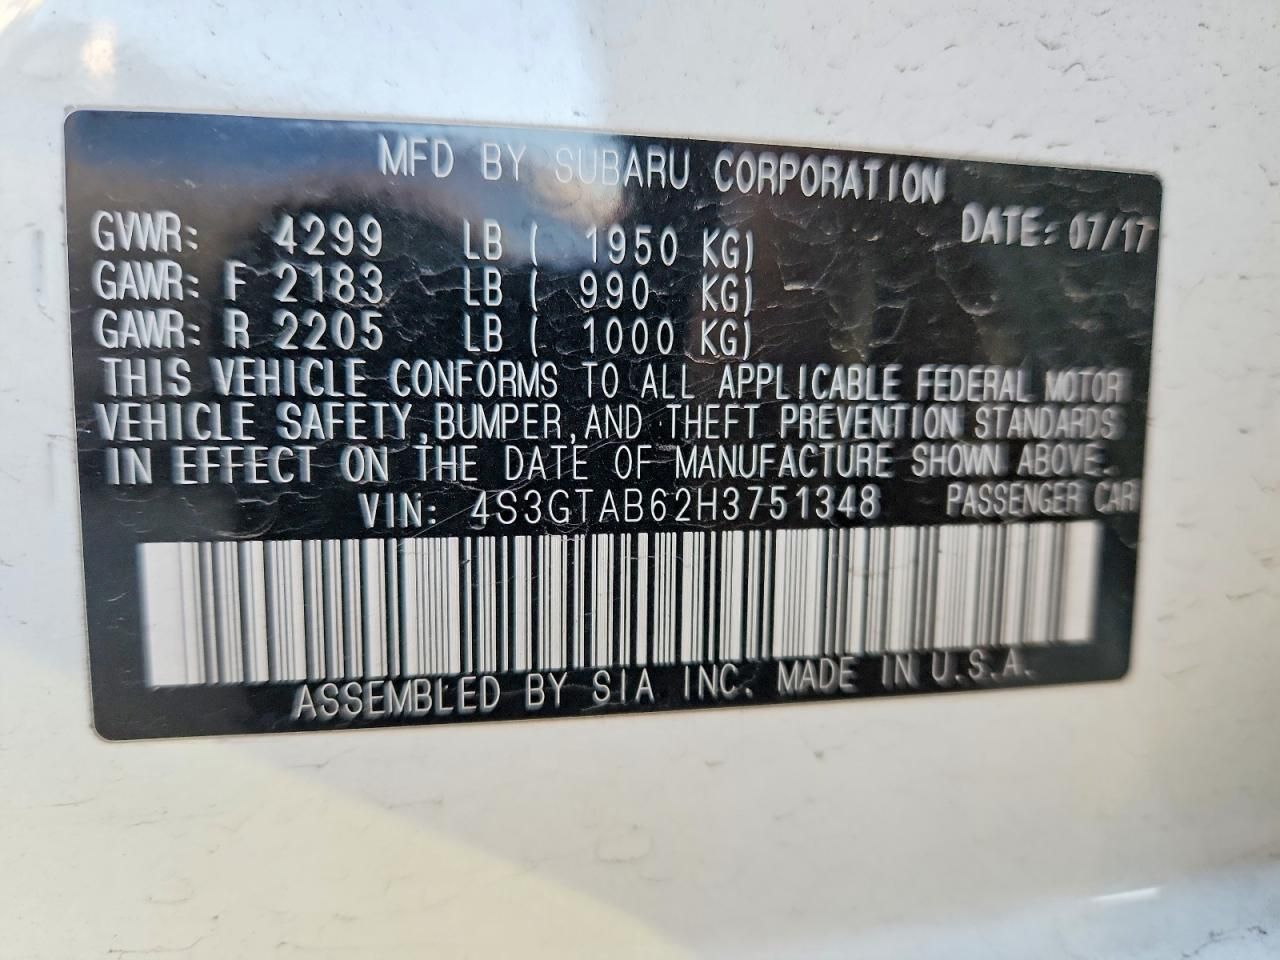 MFD BY SUBARU CORPORATION
GVWR: 4299 LB ( 1950 KG) DATE: 07/17
GAWR: F 2183 LB ( 990 KG)
GAWR: R 2205 LB ( 1000 KG)
THIS VEHICLE CONFORMS TO ALL APPLICABLE FEDERAL MOTOR
VEHICLE SAFETY, BUMPER, AND THEFT PREVENTION STANDARDS
IN EFFECT ON THE DATE OF MANUFACTURE SHOWN ABOVE.
VIN: 4S3GTAB62H3751348 PASSENGER CAR
ASSEMBLED BY SIA INC. MADE IN U.S.A.